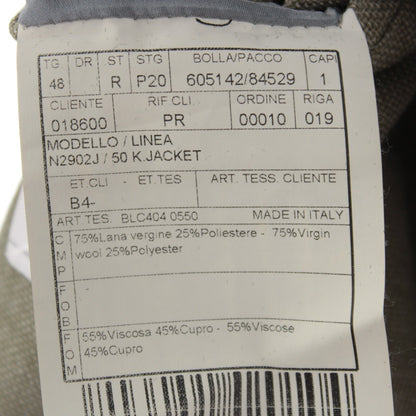 TG DR ST STG BOLLA/PACCO CAPI
48 R P20 605142/84529 1
CLIENTE RIF CLI. ORDINE RIGA
018600 PR 00010 019
MODELLO / LINEA
N2902J / 50 K.JACKET
ET.CLI - ET.TES ART. TESS. CLIENTE
B4-
ART.TES. BLC404 0550 MADE IN ITALY
CMP 75%Lana vergine 25%Poliestere - 75%Virgin
wool 25%Polyester
FOB
FOM 55%Viscosa 45%Cupro - 55%Viscose
45%Cupro